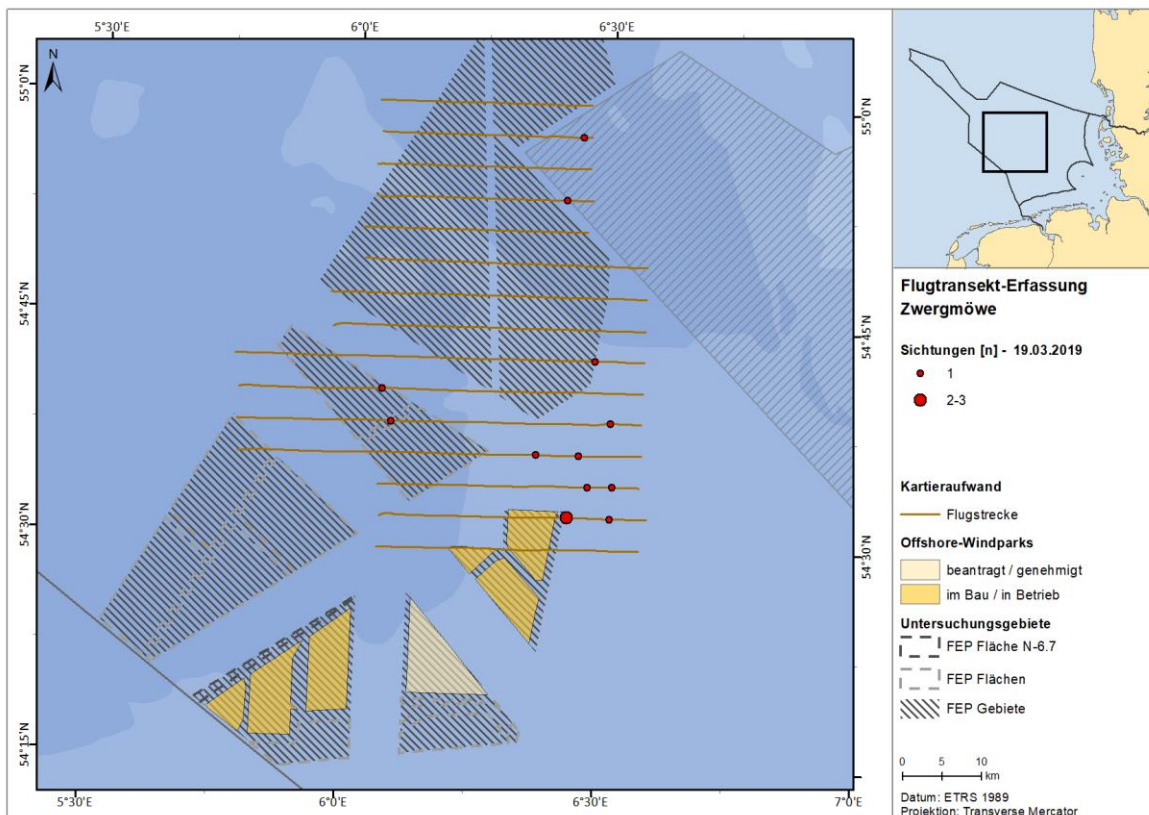 5°30'E
6°0'E
6°30'E
N
55°0'N
55°0'N
54°45'N
54°45'N
54°30'N
54°30'N
54°15'N
5°30'E
6°0'E
6°30'E
7°0'E
Flugtransekt-Erfassung
Zwergmöwe
Sichtungen [n] - 19.03.2019
1
2-3
Kartieraufwand
Flugstrecke
Offshore-Windparks
beantragt / genehmigt
im Bau / in Betrieb
Untersuchungsgebiete
FEP Fläche N-6.7
FEP Flächen
FEP Gebiete
0 5 10
km
Datum: ETRS 1989
Projektion: Transverse Mercator